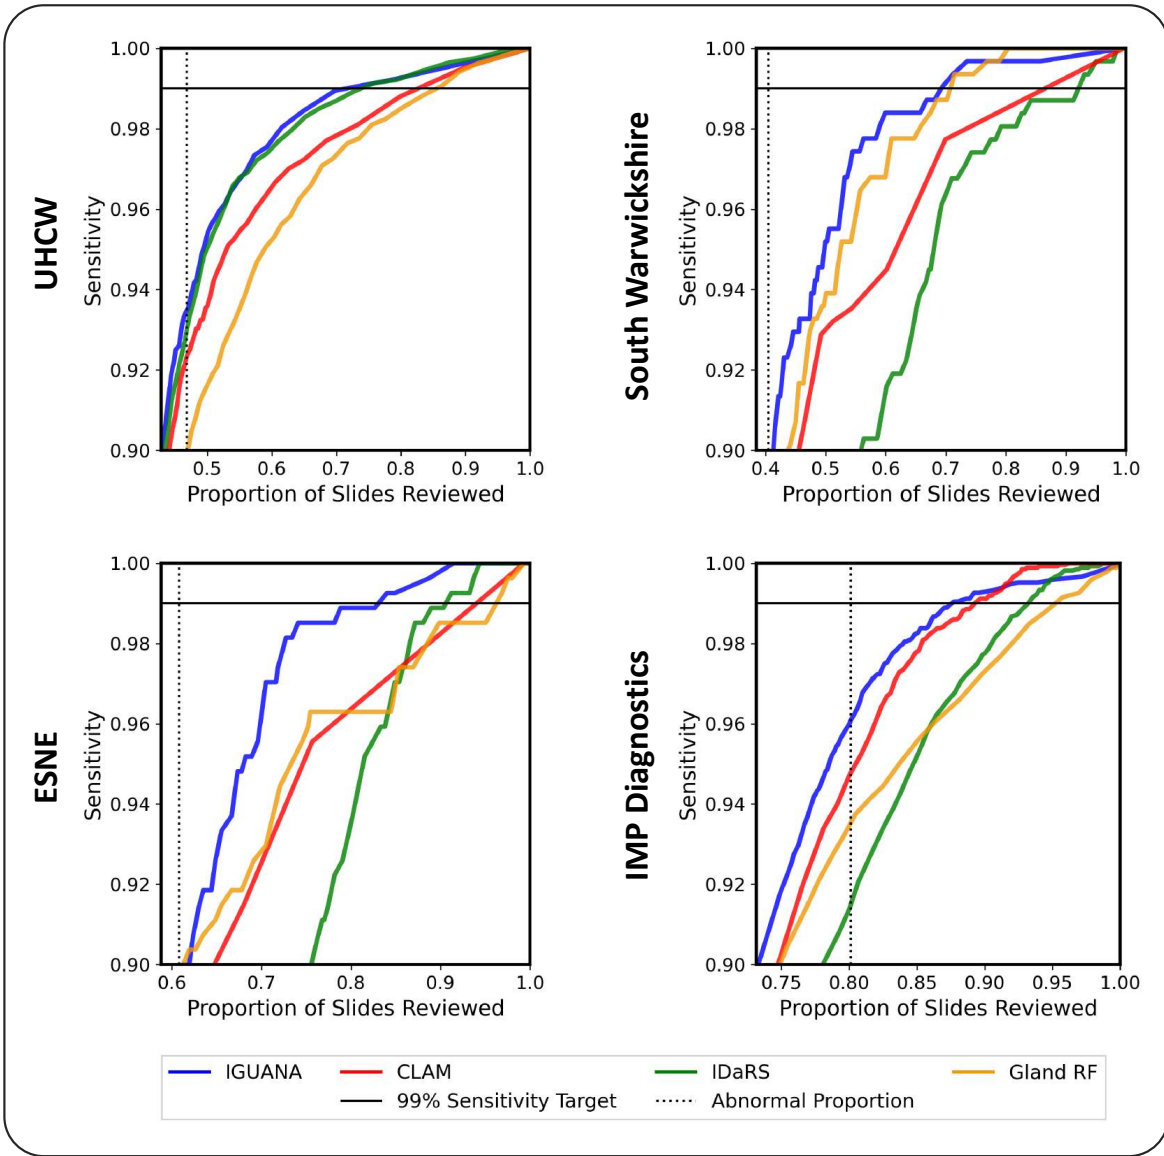 UHCW
Sensitivity
1.00
0.98
0.96
0.94
0.92
0.90
0.5 0.6 0.7 0.8 0.9 1.0
Proportion of Slides Reviewed
South Warwickshire
Sensitivity
1.00
0.98
0.96
0.94
0.92
0.90
0.4 0.5 0.6 0.7 0.8 0.9 1.0
Proportion of Slides Reviewed
ESNE
Sensitivity
1.00
0.98
0.96
0.94
0.92
0.90
0.6 0.7 0.8 0.9 1.0
Proportion of Slides Reviewed
IMP Diagnostics
Sensitivity
1.00
0.98
0.96
0.94
0.92
0.90
0.75 0.80 0.85 0.90 0.95 1.00
Proportion of Slides Reviewed
IGUANA CLAM IDaRS Gland RF
99% Sensitivity Target Abnormal Proportion